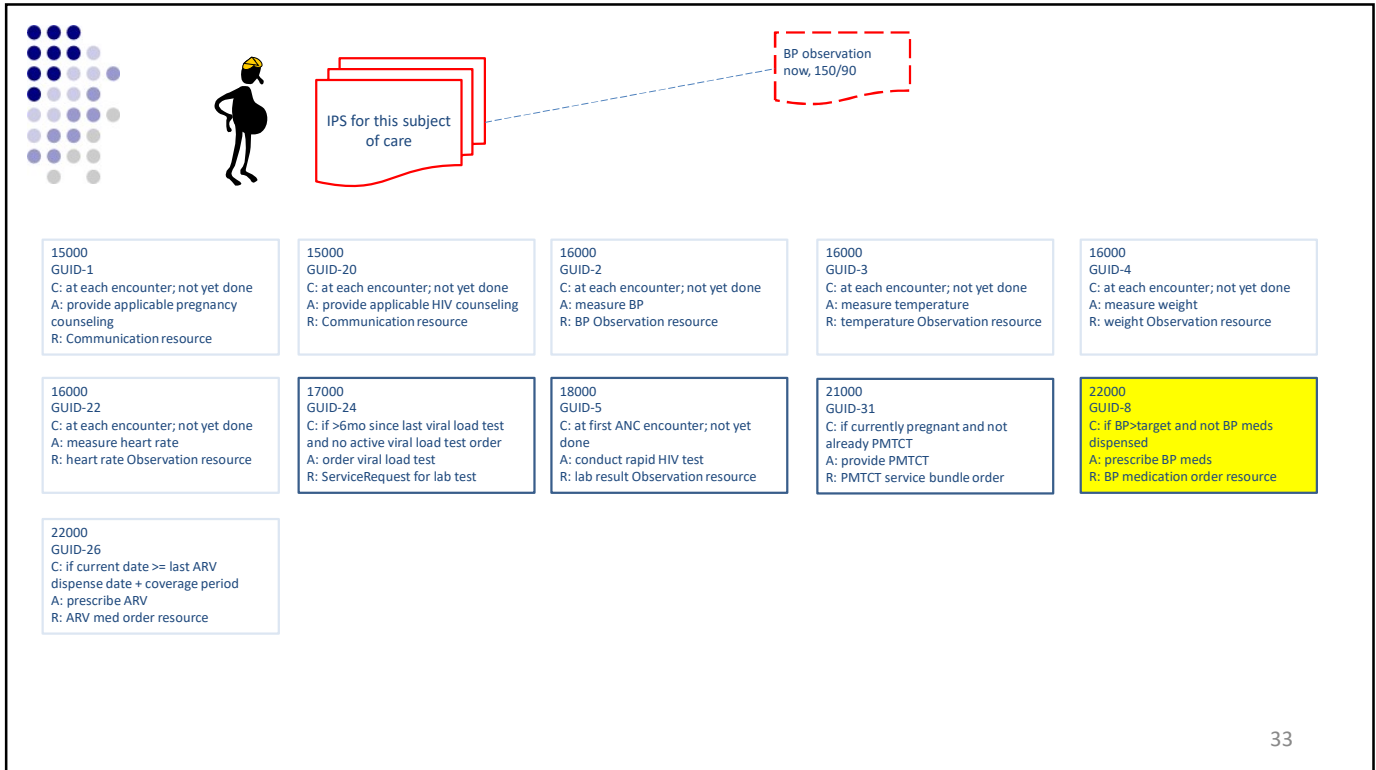 BP observation
now, 150/90
IPS for this subject
of care
15000
GUID-1
C: at each encounter; not yet done
A: provide applicable pregnancy
counseling
R: Communication resource
15000
GUID-20
C: at each encounter; not yet done
A: provide applicable HIV counseling
R: Communication resource
16000
GUID-2
C: at each encounter; not yet done
A: measure BP
R: BP Observation resource
16000
GUID-3
C: at each encounter; not yet done
A: measure temperature
R: temperature Observation resource
16000
GUID-4
C: at each encounter; not yet done
A: measure weight
R: weight Observation resource
16000
GUID-22
C: at each encounter; not yet done
A: measure heart rate
R: heart rate Observation resource
17000
GUID-24
C: if >6mo since last viral load test
and no active viral load test order
A: order viral load test
R: ServiceRequest for lab test
18000
GUID-5
C: at first ANC encounter; not yet
done
A: conduct rapid HIV test
R: lab result Observation resource
21000
GUID-31
C: if currently pregnant and not
already PMTCT
A: provide PMTCT
R: PMTCT service bundle order
22000
GUID-8
C: if BP>target and not BP meds
dispensed
A: prescribe BP meds
R: BP medication order resource
22000
GUID-26
C: if current date >= last ARV
dispense date + coverage period
A: prescribe ARV
R: ARV med order resource
33